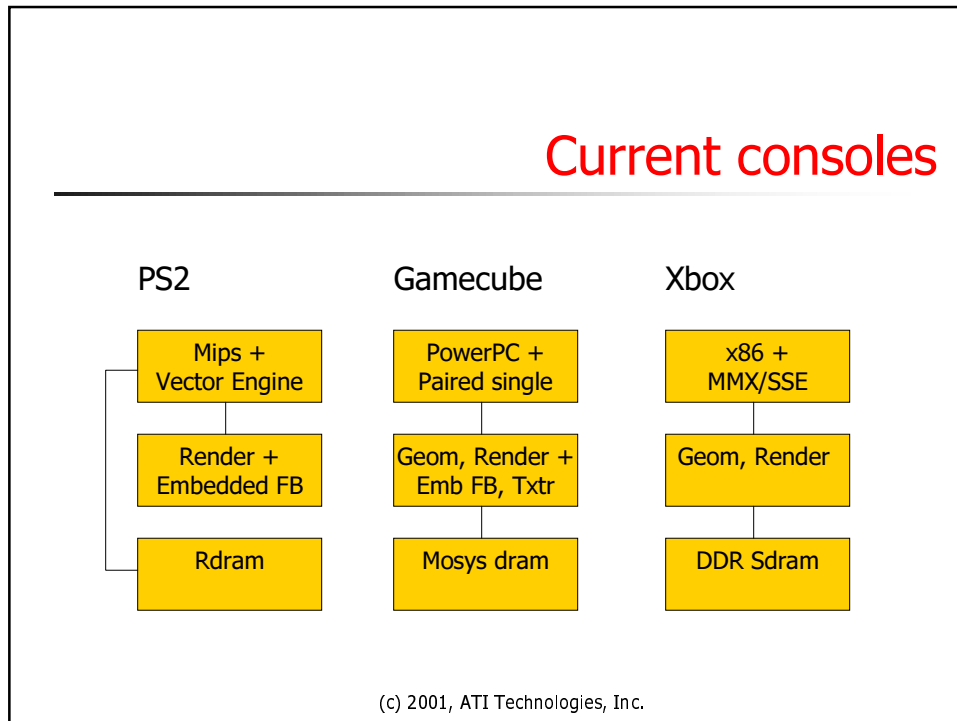 Current consoles
PS2
Gamecube
Xbox
Mips +
Vector Engine
PowerPC +
Paired single
x86 +
MMX/SSE
Render +
Embedded FB
Geom, Render +
Emb FB, Txtr
Geom, Render
Rdram
Mosys dram
DDR Sdram
(c) 2001, ATI Technologies, Inc.